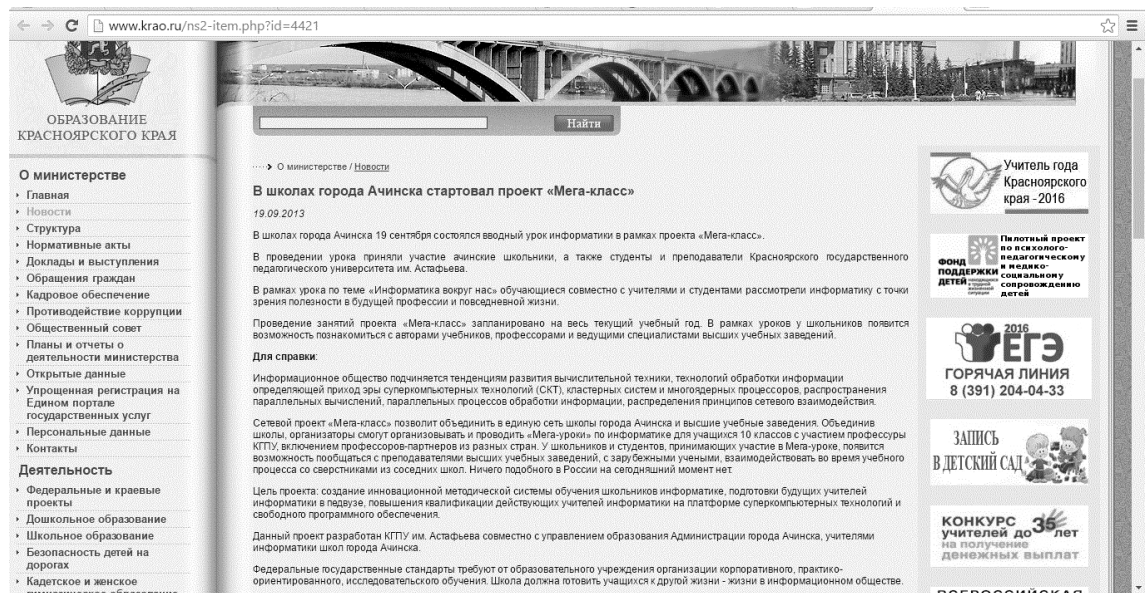 www.krao.ru/ns2-item.php?id=4421
ОБРАЗОВАНИЕ
КРАСНОЯРСКОГО КРАЯ
О министерстве
Главная
Новости
Структура
Нормативные акты
Доклады и выступления
Обращения граждан
Кадровое обеспечение
Противодействие коррупции
Общественный совет
Планы и отчеты о
деятельности министерства
Открытые данные
Упрощенная регистрация на
Едином портале
государственных услуг
Персональные данные
Контакты
Деятельность
Федеральные и краевые
проекты
Дошкольное образование
Школьное образование
Безопасность детей на
дорогах
Кадетское и женское
гимназическое образование
Найти
О министерстве / Новости
В школах города Ачинска стартовал проект «Мега-класс»
19.09.2013
В школах города Ачинска 19 сентября состоялся вводный урок информатики в рамках проекта «Мега-класс».
В проведении урока приняли участие ачинские школьники, а также студенты и преподаватели Красноярского государственного
педагогического университета им. Астафьева.
В рамках урока по теме «Информатика вокруг нас» обучающиеся совместно с учителями и студентами рассмотрели информатику с точки
зрения полезности в будущей профессии и повседневной жизни.
Проведение занятий проекта «Мега-класс» запланировано на весь текущий учебный год. В рамках уроков у школьников появится
возможность познакомиться с авторами учебников, профессорами и ведущими специалистами высших учебных заведений.
Для справки:
Информационное общество подчиняется тенденциям развития вычислительной техники, технологий обработки информации
определяющей приход эры суперкомпьютерных технологий (СКТ), кластерных систем и многоядерных процессоров, распространения
параллельных вычислений, параллельных процессов обработки информации, распределения принципов сетевого взаимодействия.
Сетевой проект «Мега-класс» позволит объединить в единую сеть школы города Ачинска и высшие учебные заведения. Объединив
школы, организаторы смогут организовывать и проводить «Мега-уроки» по информатике для учащихся 10 классов с участием профессуры
КГПУ, включением профессоров-партнеров из разных стран. У школьников и студентов, принимающих участие в Мега-уроке, появится
возможность пообщаться с преподавателями высших учебных заведений, с зарубежными учеными, взаимодействовать во время учебного
процесса со сверстниками из соседних школ. Ничего подобного в России на сегодняшний момент нет.
Цель проекта: создание инновационной методической системы обучения школьников информатике, подготовки будущих учителей
информатики в педвузе, повышения квалификации действующих учителей информатики на платформе суперкомпьютерных технологий и
свободного программного обеспечения.
Данный проект разработан КГПУ им. Астафьева совместно с управлением образования Администрации города Ачинска, учителями
информатики школ города Ачинска.
Федеральные государственные стандарты требуют от образовательного учреждения организации корпоративного, практико-
ориентированного, исследовательского обучения. Школа должна готовить учащихся к другой жизни - жизни в информационном обществе.
Учитель года
Красноярского
края - 2016
ФОНД
ПОДДЕРЖКИ
ДЕТЕЙ
Пилотный проект
по психолого-
педагогическому
и медико-
социальному
сопровождению
детей
2016
ЕГЭ
ГОРЯЧАЯ ЛИНИЯ
8 (391) 204-04-33
ЗАПИСЬ
В ДЕТСКИЙ САД
КОНКУРС
учителей до 35 лет
на получение
денежных выплат
ВСЕРОССИЙСКАЯ